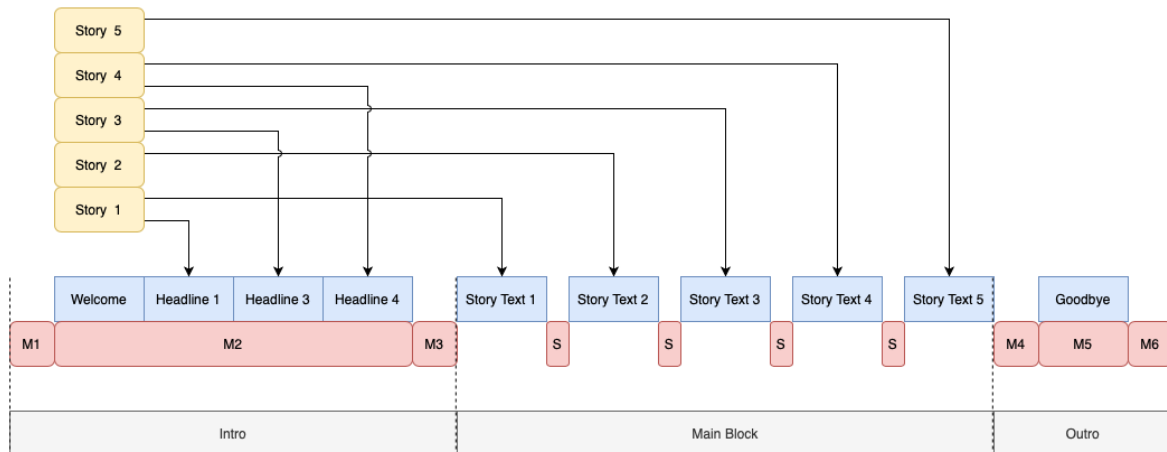 Story 5
Story 4
Story 3
Story 2
Story 1
Welcome Headline 1 Headline 3 Headline 4 Story Text 1 Story Text 2 Story Text 3 Story Text 4 Story Text 5 Goodbye
M1 M2 M3 S S S S M4 M5 M6
Intro Main Block Outro